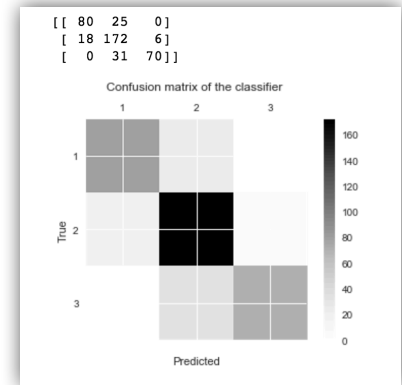 [[ 80 25 0]
[ 18 172 6]
[ 0 31 70]]
Confusion matrix of the classifier
1 2 3
1
2
3
True
Predicted
160
140
120
100
80
60
40
20
0